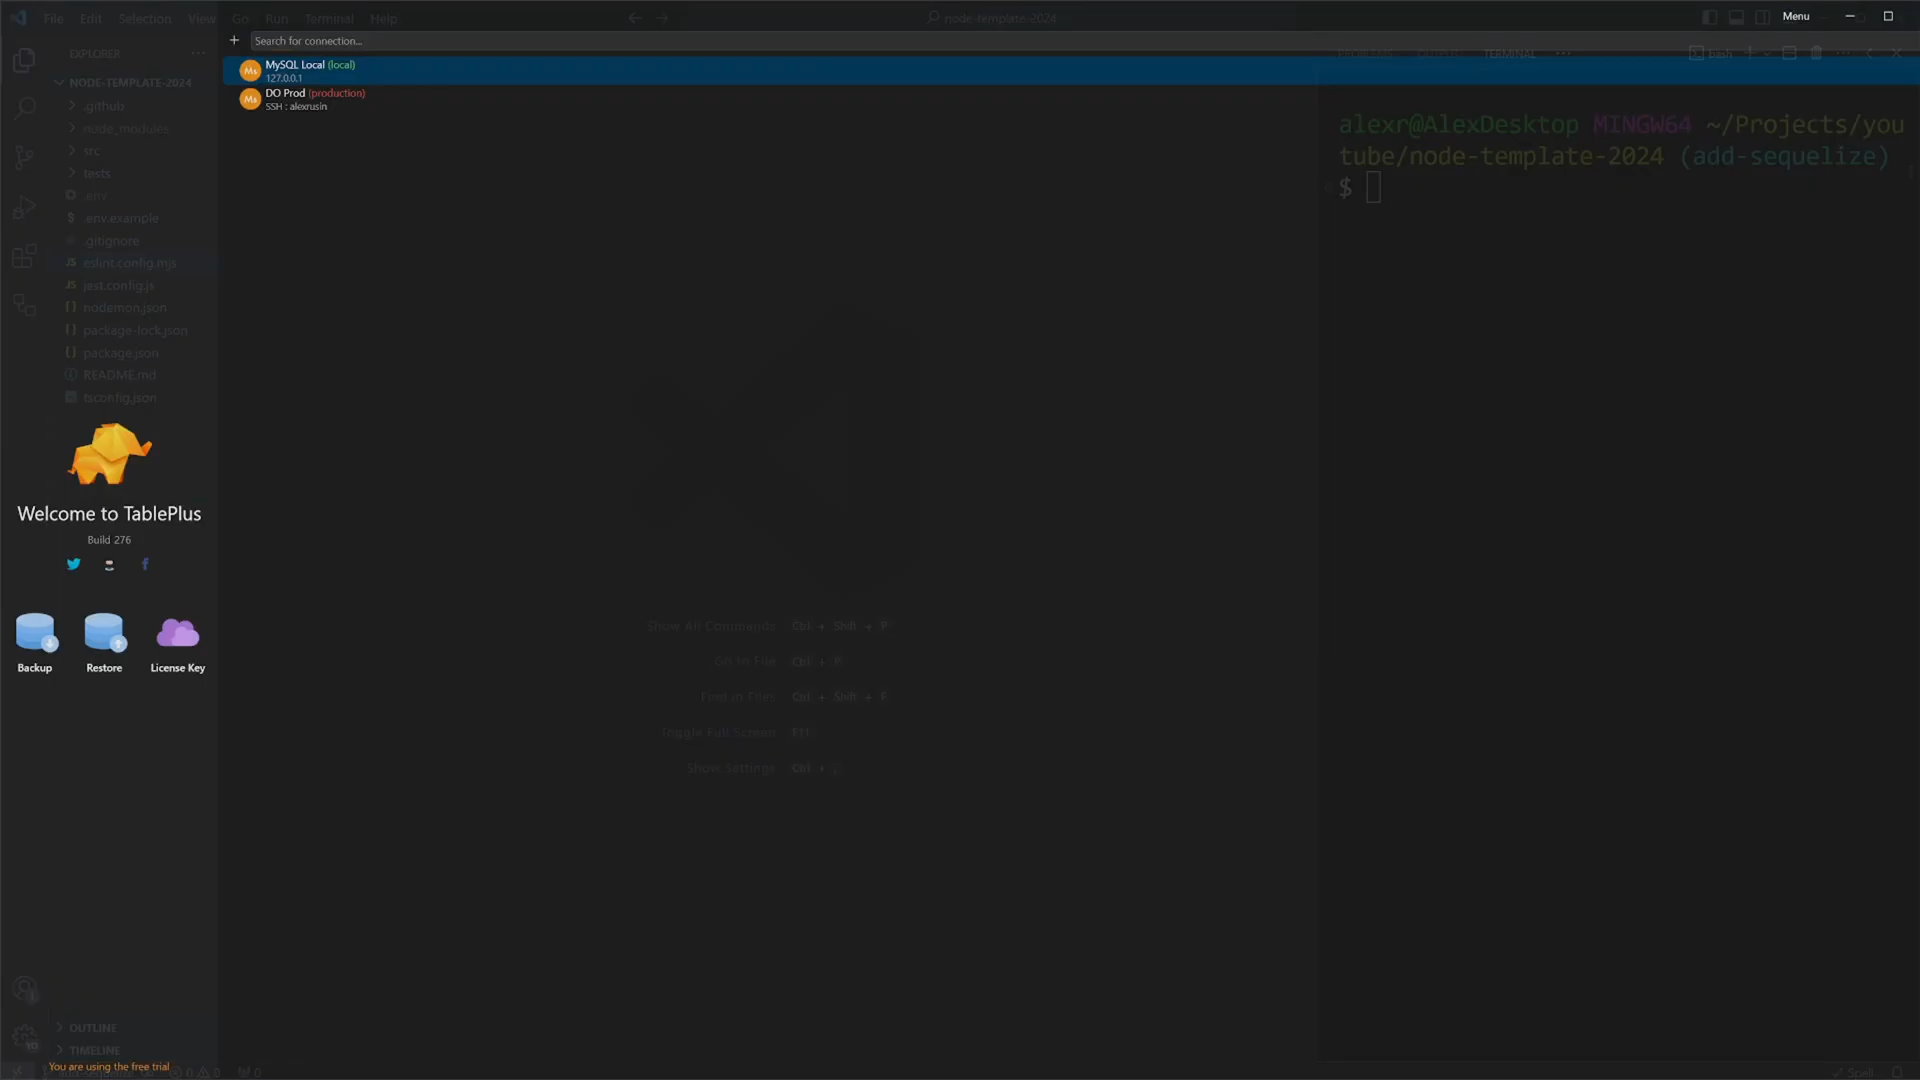 File Edit Selection View Go Run Terminal Help
node-template-2024
Menu
Search for connection...
MySQL Local (local)
127.0.0.1
DO Prod (production)
SSH : alexrusin
EXPLORER
NODE-TEMPLATE-2024
.github
node_modules
src
tests
.env
.env.example
.gitignore
eslint.config.mjs
jest.config.js
nodemon.json
package-lock.json
package.json
README.md
tsconfig.json
Welcome to TablePlus
Build 276
Backup
Restore
License Key
OUTLINE
TIMELINE
You are using the free trial
Show All Commands Ctrl + Shift + P
Go to File Ctrl + P
Find in Files Ctrl + Shift + F
Toggle Full Screen F11
Show Settings Ctrl + ,
PROBLEMS OUTPUT TERMINAL
bash
alexr@AlexDesktop MINGW64 ~/Projects/you
tube/node-template-2024 (add-sequelize)
$
Spell